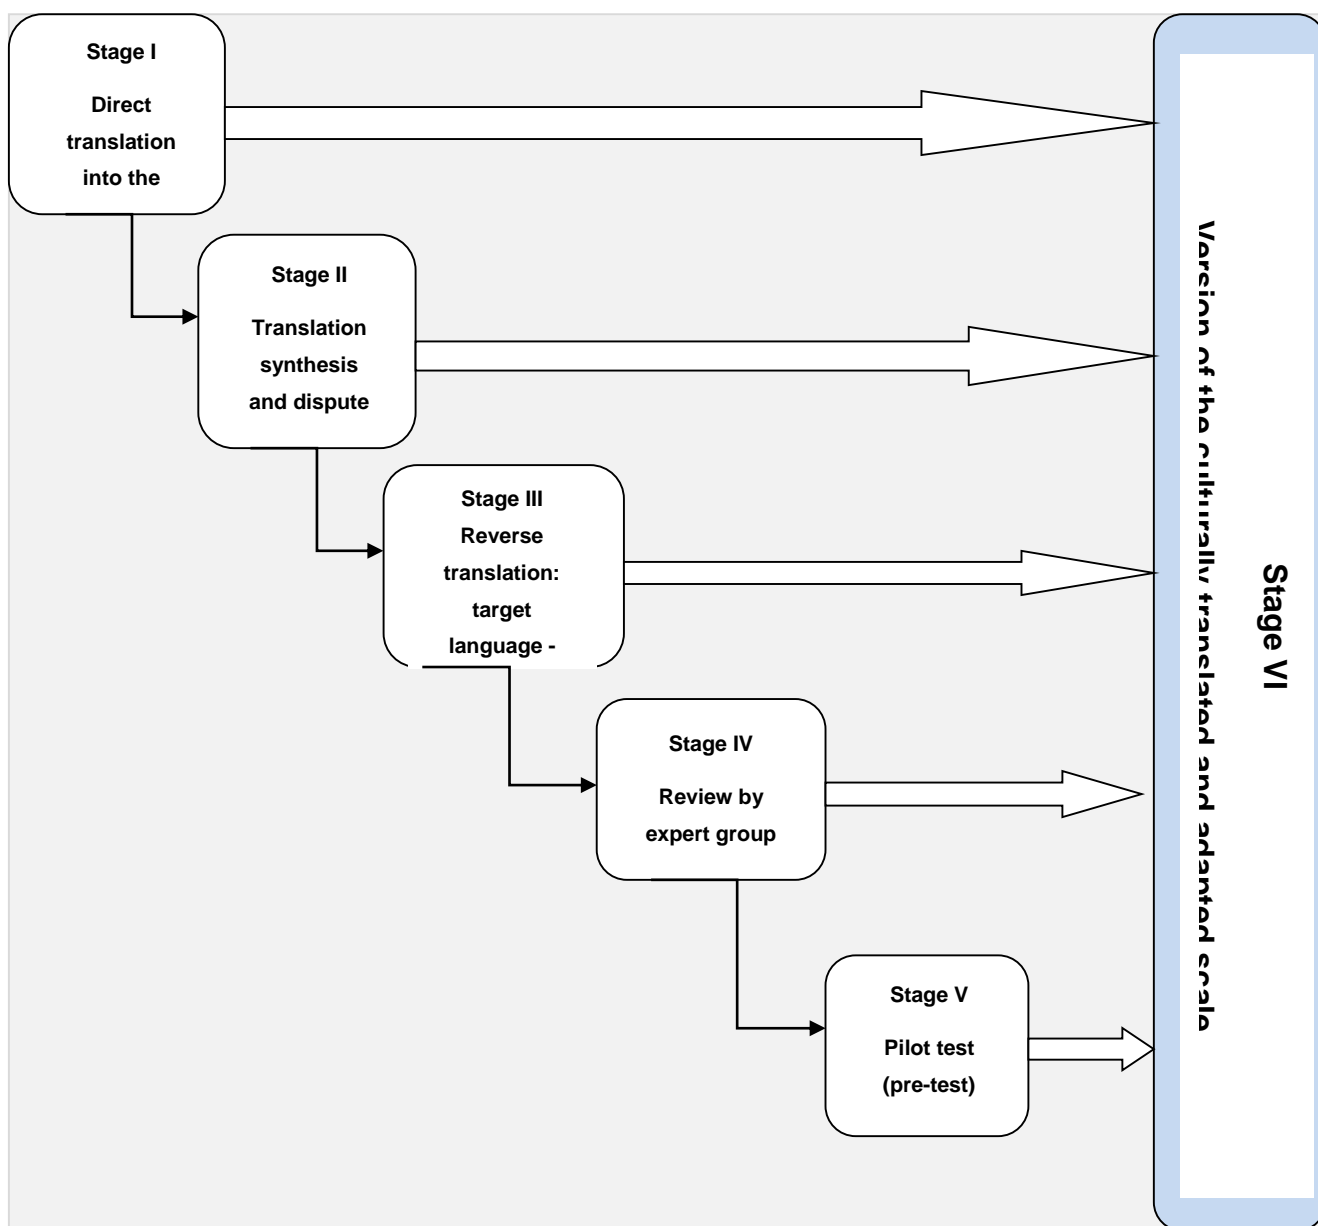 Stage I
Direct
translation
into the
Stage II
Translation
synthesis
and dispute
Stage III
Reverse
translation:
target
language -
Stage IV
Review by
expert group
Stage V
Pilot test
(pre-test)
Stage VI
Version of the culturally translated and adapted scale